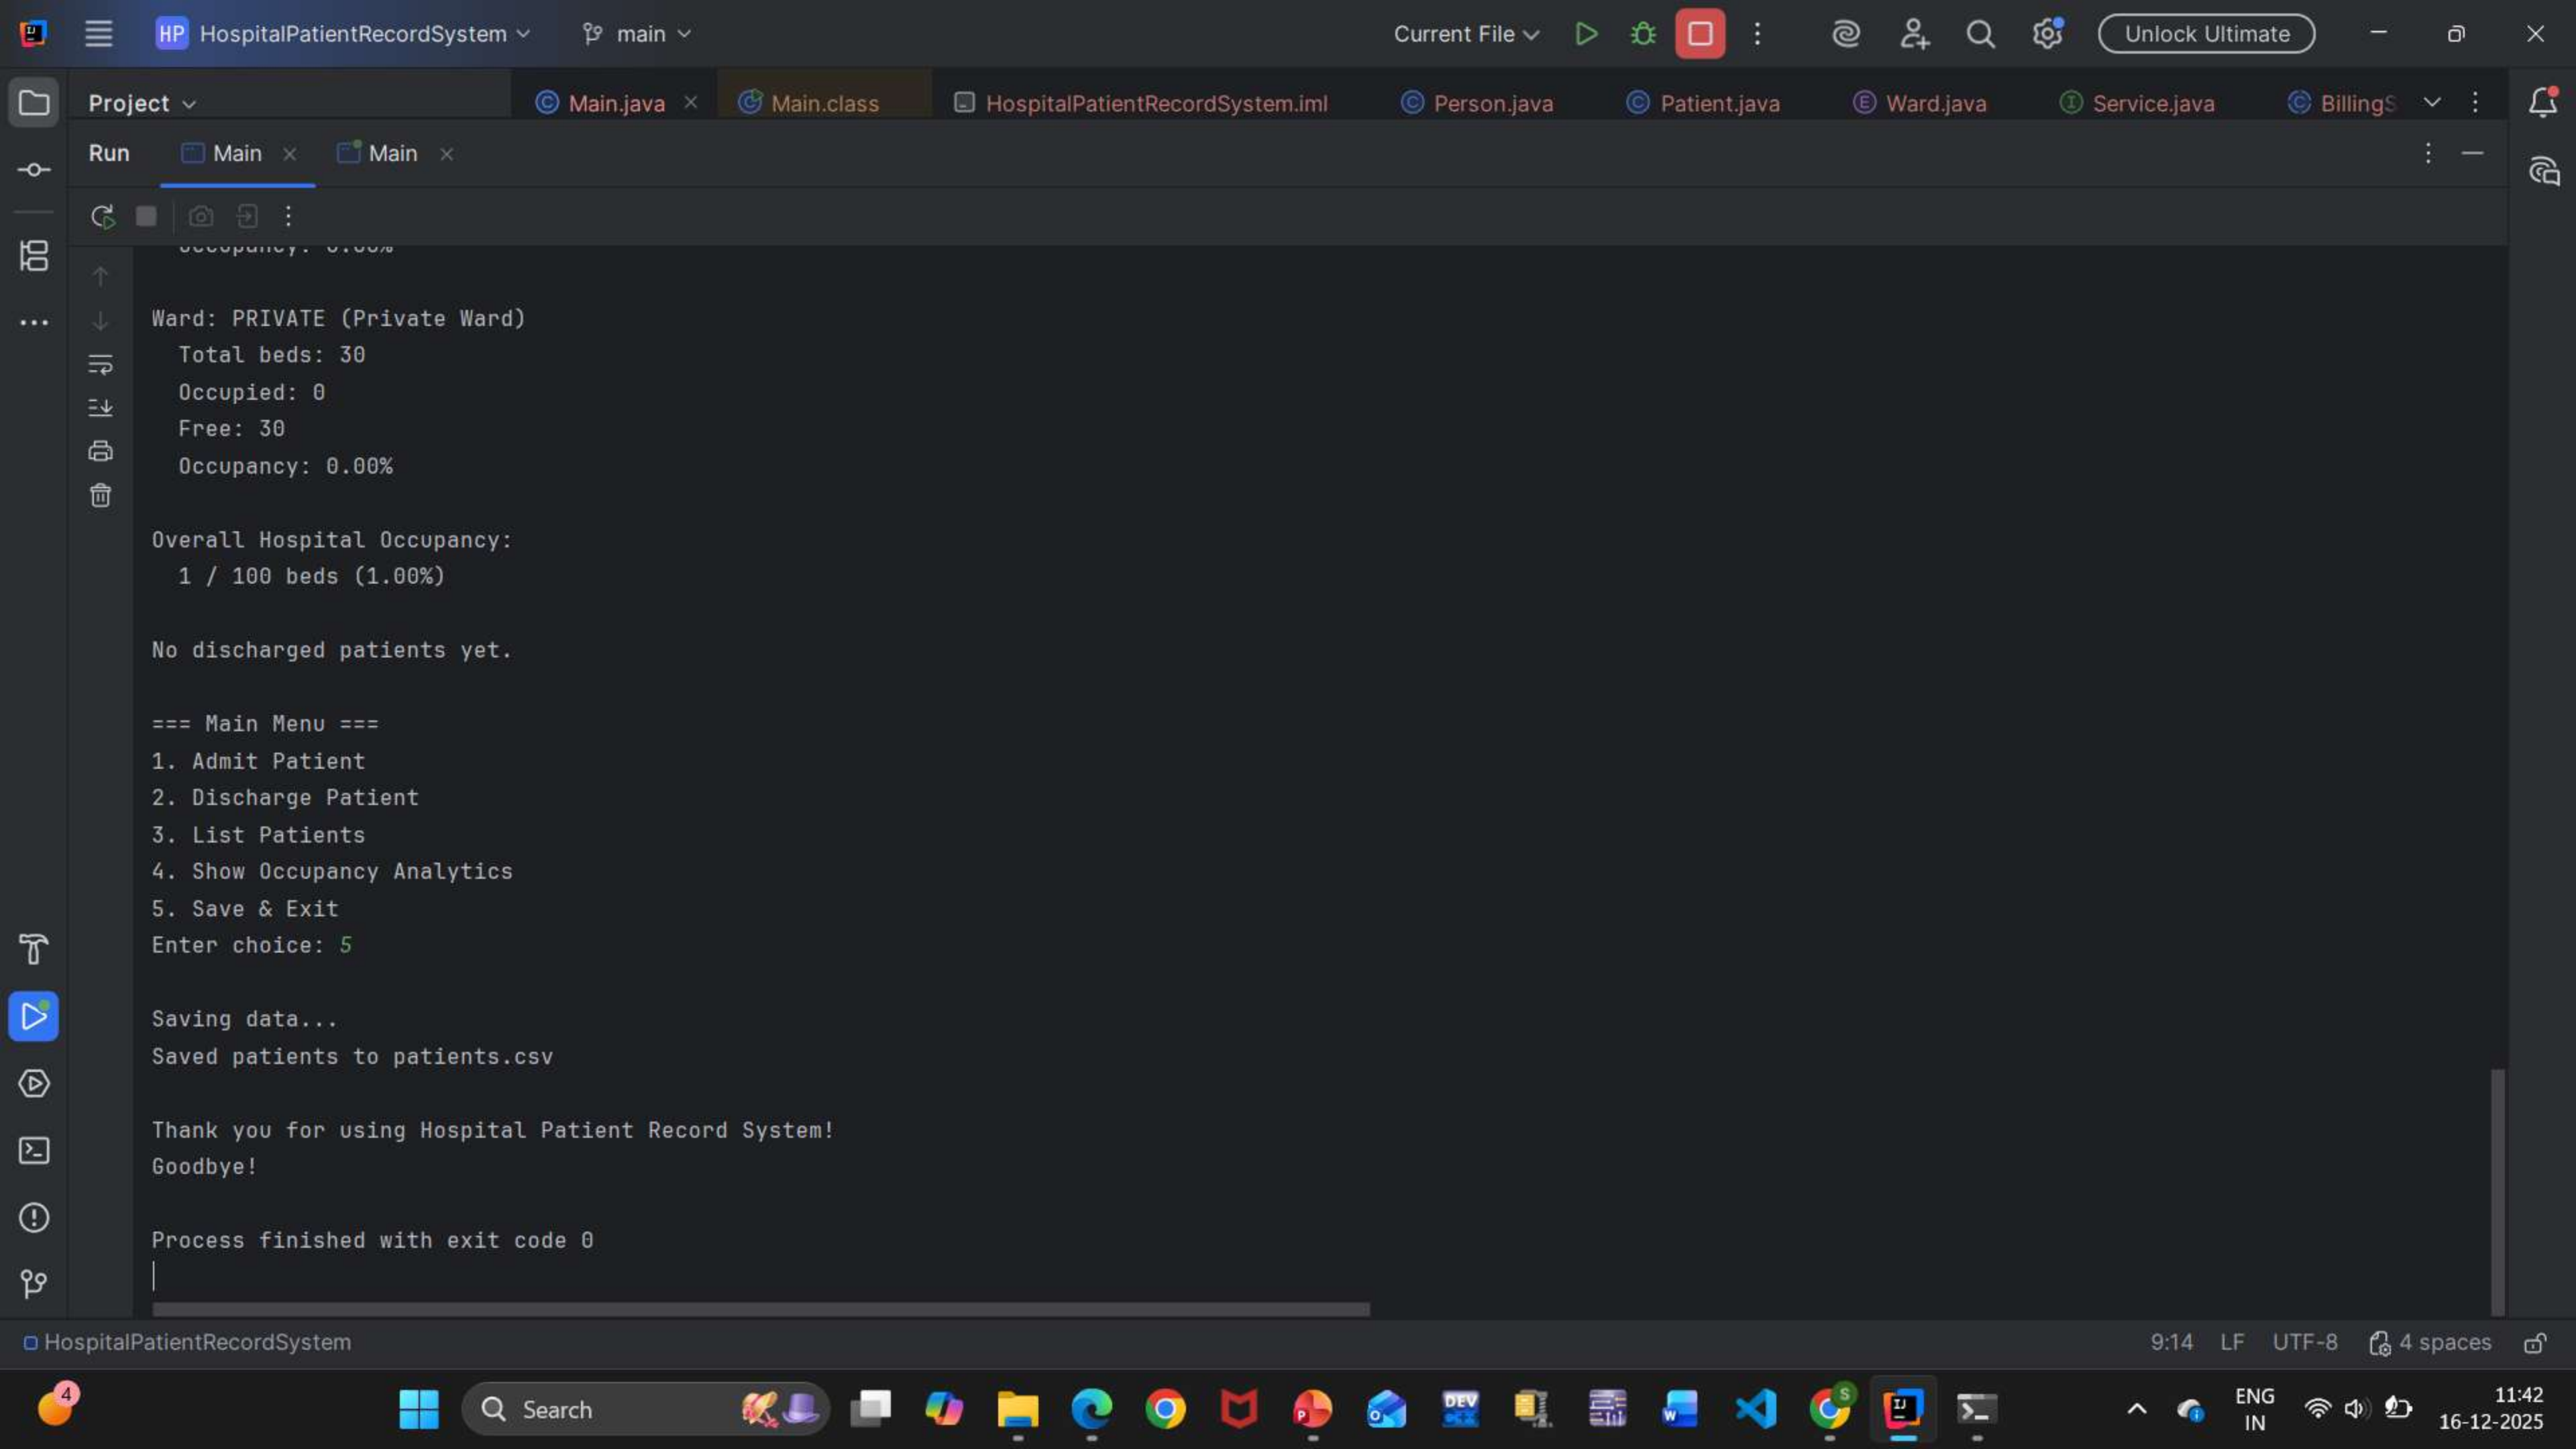 HP HospitalPatientRecordSystem main Current File Unlock Ultimate
Project Main.java Main.class HospitalPatientRecordSystem.iml Person.java Patient.java Ward.java Service.java BillingS
Run Main Main
Ward: PRIVATE (Private Ward)
Total beds: 30
Occupied: 0
Free: 30
Occupancy: 0.00%
Overall Hospital Occupancy:
1 / 100 beds (1.00%)
No discharged patients yet.
=== Main Menu ===
1. Admit Patient
2. Discharge Patient
3. List Patients
4. Show Occupancy Analytics
5. Save & Exit
Enter choice: 5
Saving data...
Saved patients to patients.csv
Thank you for using Hospital Patient Record System!
Goodbye!
Process finished with exit code 0
HospitalPatientRecordSystem 9:14 LF UTF-8 4 spaces
4 Search DEV S ENG 11:42
IN 16-12-2025